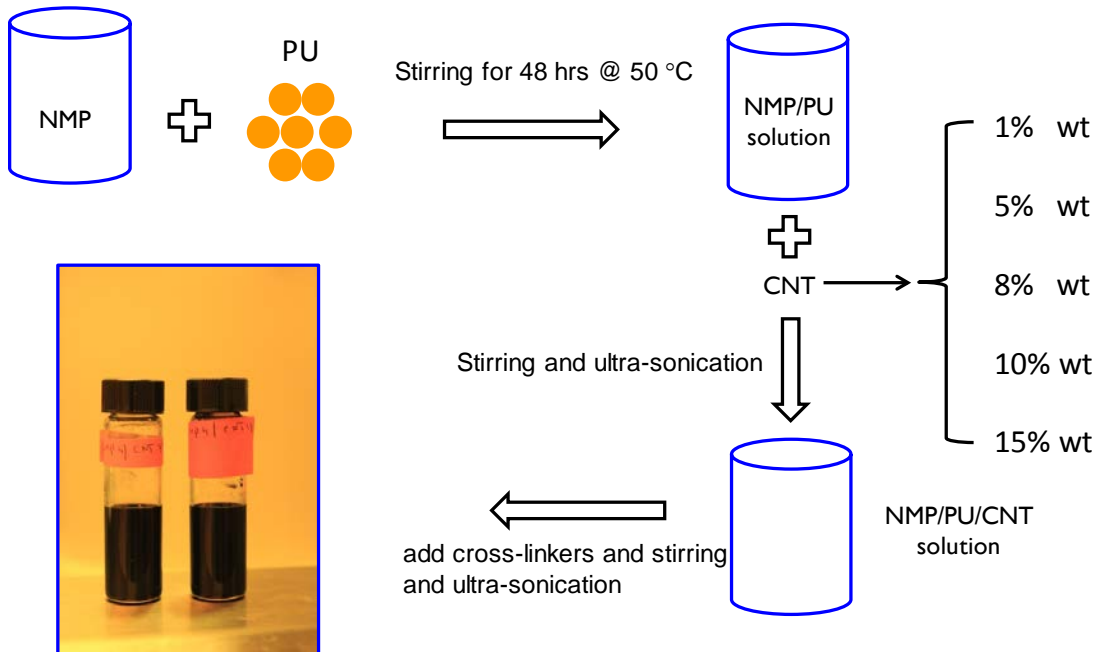 PU
NMP
Stirring for 48 hrs @ 50 °C
NMP/PU
solution
CNT
1% wt
5% wt
8% wt
10% wt
15% wt
Stirring and ultra-sonication
NMP/PU/CNT
solution
add cross-linkers and stirring
and ultra-sonication